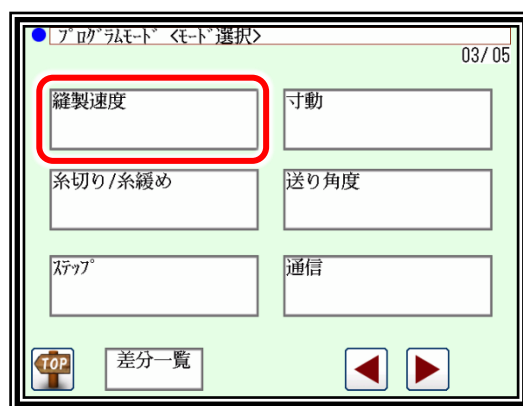 ﾌﾟﾛｸﾞﾗﾑﾓｰﾄﾞ <ﾓｰﾄﾞ選択>
03/05
縫製速度
寸動
糸切り/糸緩め
送り角度
ｽﾃｯﾌﾟ
通信
TOP
差分一覧